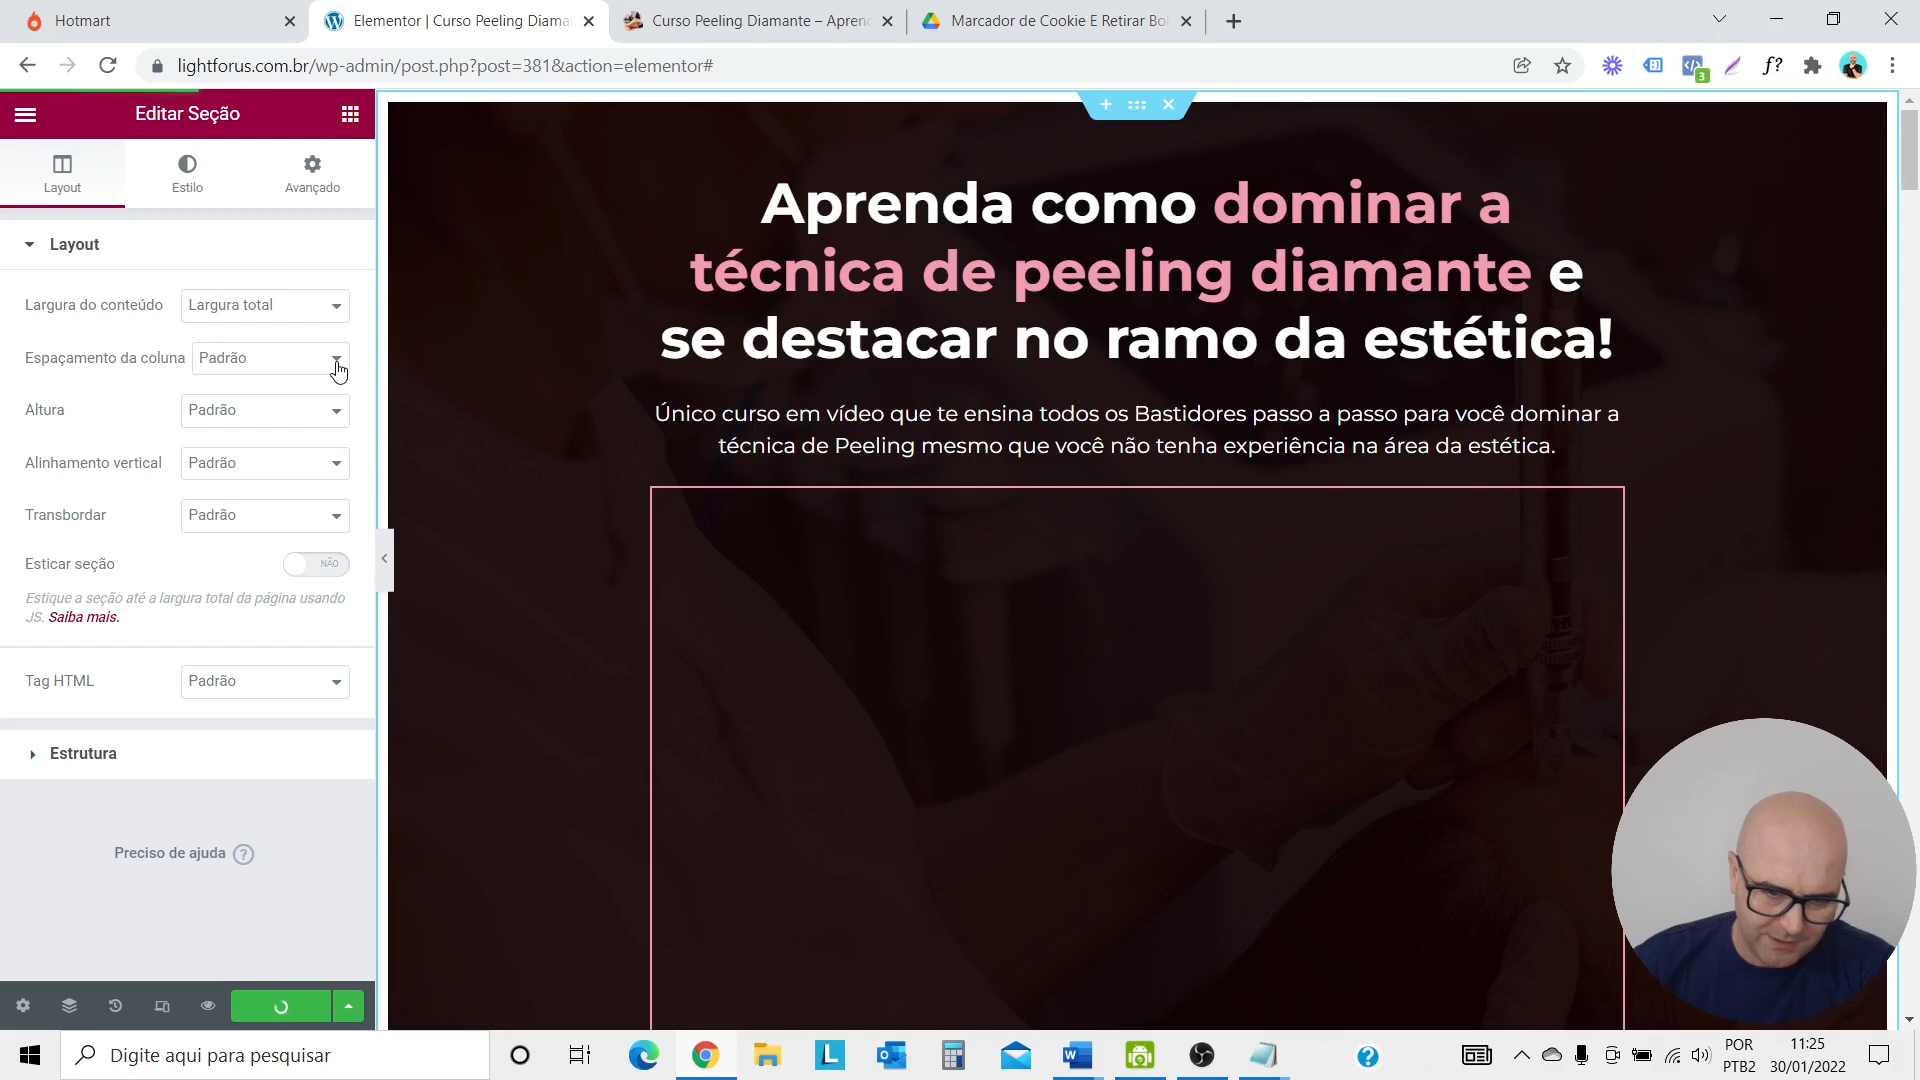 Hotmart
Elementor | Curso Peeling Diama
Curso Peeling Diamante – Apren
Marcador de Cookie E Retirar Bo
lightforus.com.br/wp-admin/post.php?post=381&action=elementor#
3
f?
Editar Seção
Layout
Estilo
Avançado
Layout
Largura do conteúdo
Largura total
Espaçamento da coluna
Padrão
Altura
Padrão
Alinhamento vertical
Padrão
Transbordar
Padrão
Esticar seção
NÃO
Estique a seção até a largura total da página usando
JS. Saiba mais.
Tag HTML
Padrão
Estrutura
Preciso de ajuda ?
Aprenda como dominar a
técnica de peeling diamante e
se destacar no ramo da estética!
Único curso em vídeo que te ensina todos os Bastidores passo a passo para você dominar a
técnica de Peeling mesmo que você não tenha experiência na área da estética.
Digite aqui para pesquisar
POR
PTB2
11:25
30/01/2022